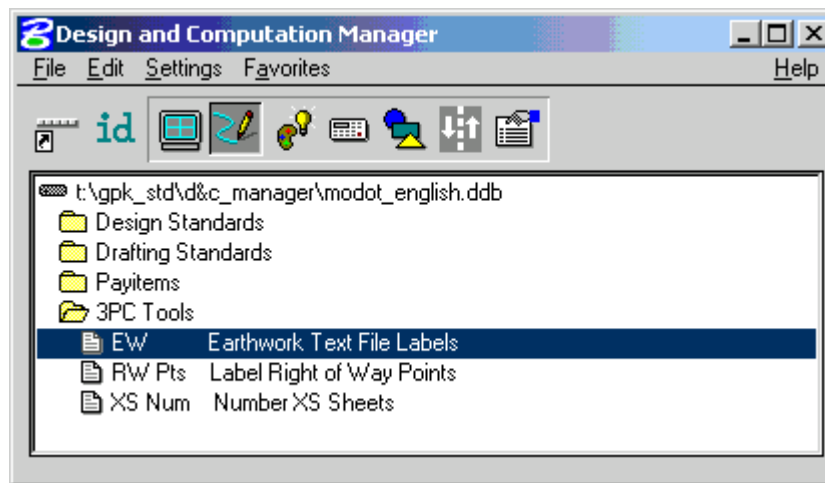 Design and Computation Manager
File Edit Settings Favorites Help
id
t:\gpk_std\d&c_manager\modot_english.ddb
Design Standards
Drafting Standards
Payitems
3PC Tools
EW Earthwork Text File Labels
RW Pts Label Right of Way Points
XS Num Number XS Sheets